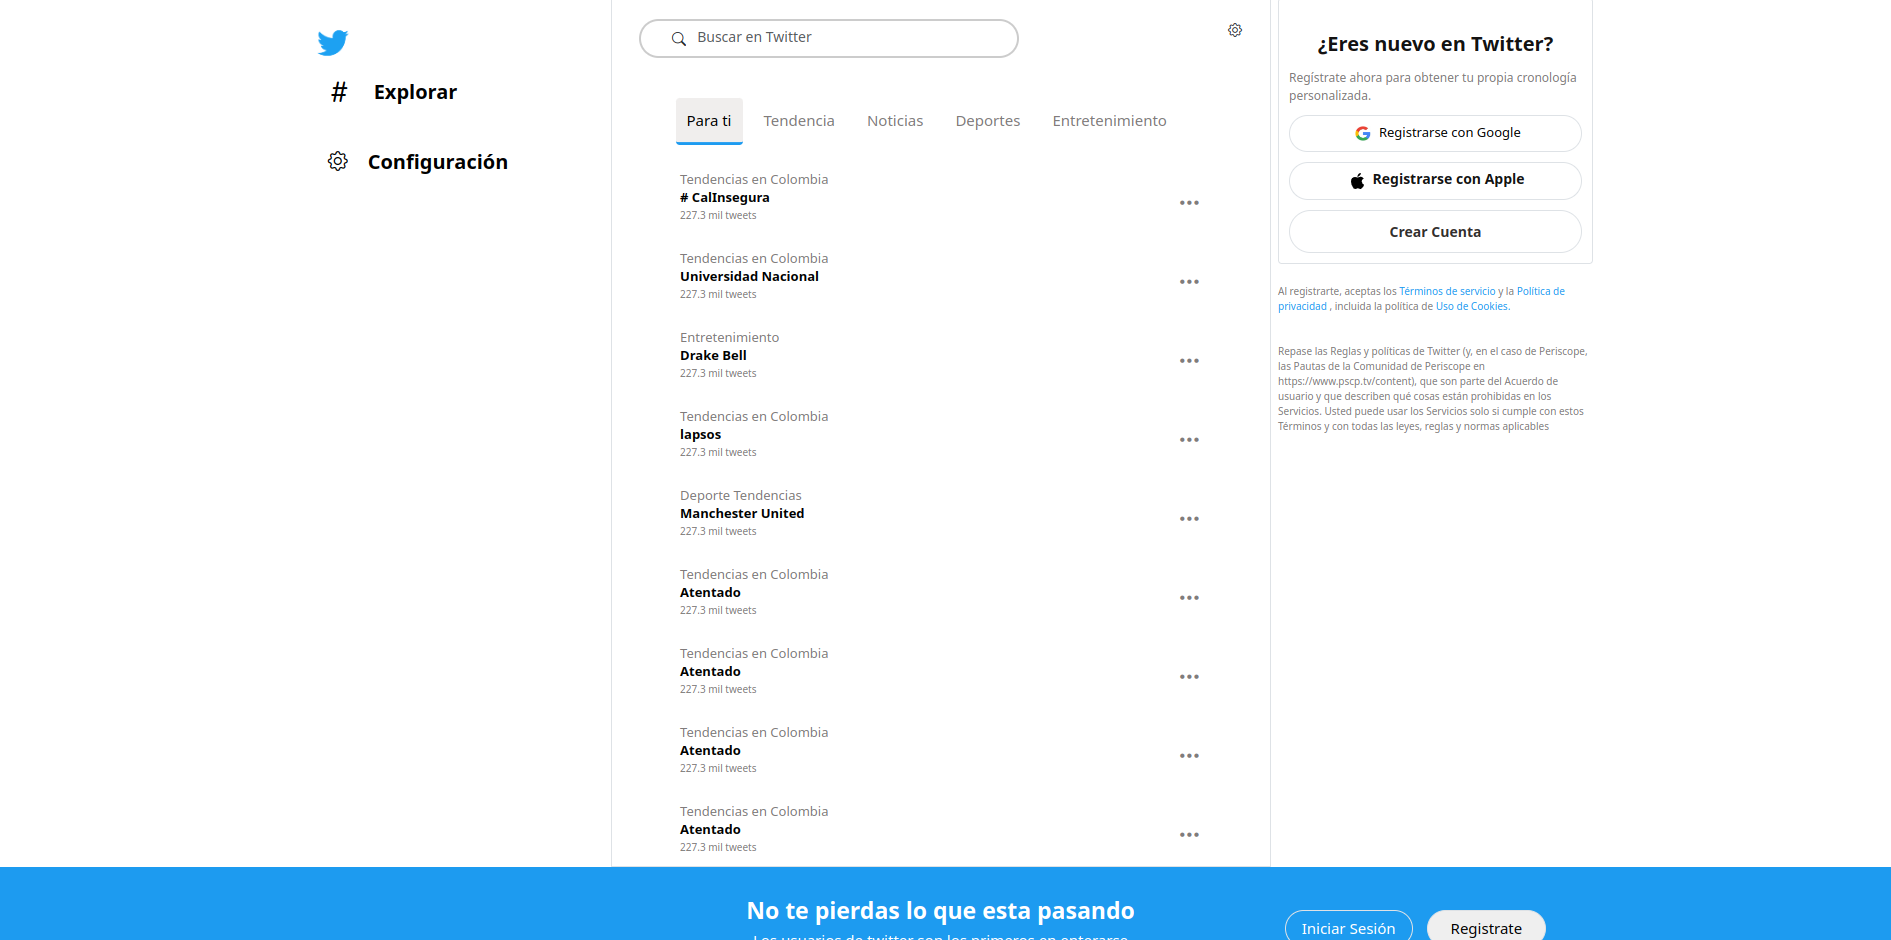 # Explorar
Configuración
Buscar en Twitter
Para ti Tendencia Noticias Deportes Entretenimiento
Tendencias en Colombia
# CalInsegura
227.3 mil tweets
Tendencias en Colombia
Universidad Nacional
227.3 mil tweets
Entretenimiento
Drake Bell
227.3 mil tweets
Tendencias en Colombia
lapsos
227.3 mil tweets
Deporte Tendencias
Manchester United
227.3 mil tweets
Tendencias en Colombia
Atentado
227.3 mil tweets
Tendencias en Colombia
Atentado
227.3 mil tweets
Tendencias en Colombia
Atentado
227.3 mil tweets
Tendencias en Colombia
Atentado
227.3 mil tweets
¿Eres nuevo en Twitter?
Regístrate ahora para obtener tu propia cronología
personalizada.
Registrarse con Google
Registrarse con Apple
Crear Cuenta
Al registrarte, aceptas los Términos de servicio y la Política de
privacidad , incluida la política de Uso de Cookies.
Repase las Reglas y políticas de Twitter (y, en el caso de Periscope,
las Pautas de la Comunidad de Periscope en
https://www.pscp.tv/content), que son parte del Acuerdo de
usuario y que describen qué cosas están prohibidas en los
Servicios. Usted puede usar los Servicios solo si cumple con estos
Términos y con todas las leyes, reglas y normas aplicables
No te pierdas lo que esta pasando
Los usuarios de twitter son los primeros en enterarse
Iniciar Sesión
Registrate